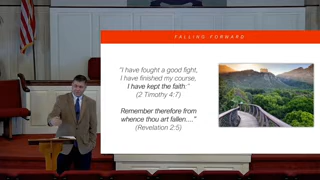 FALLING FORWARD
"I have fought a good fight,
I have finished my course,
I have kept the faith:"
(2 Timothy 4:7)
Remember therefore from
whence thou art fallen...."
(Revelation 2:5)